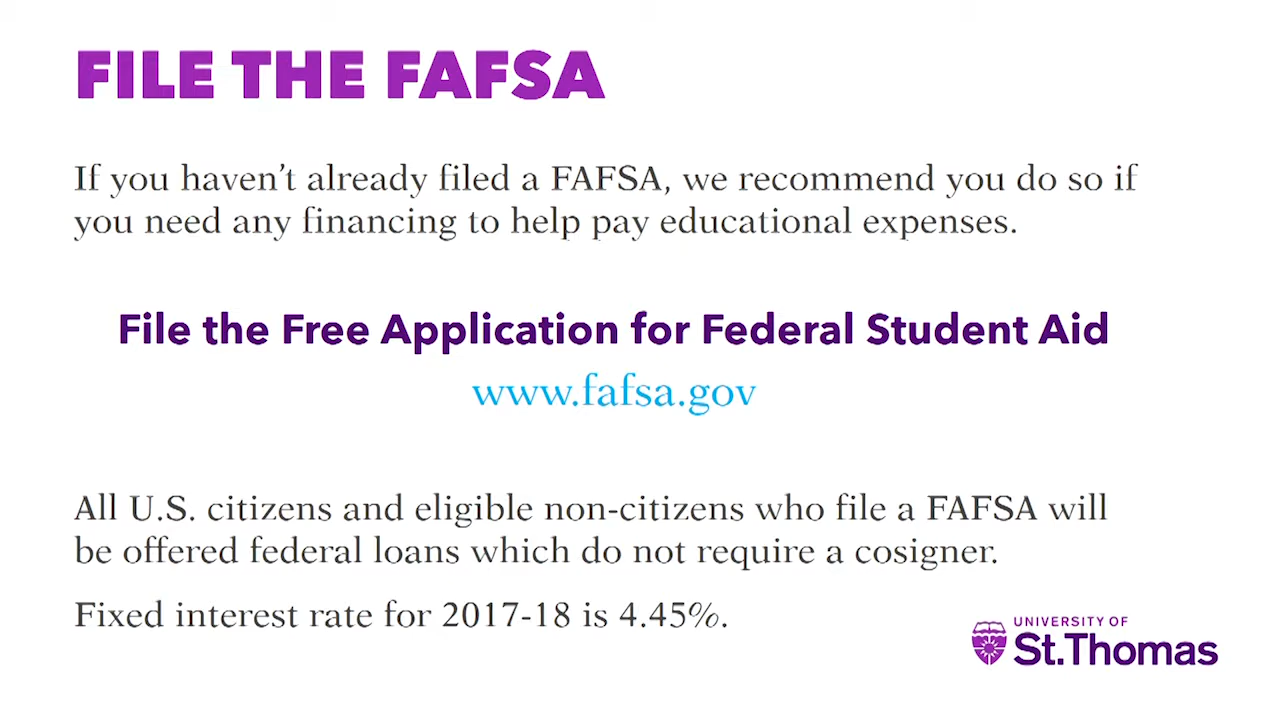 FILE THE FAFSA
If you haven't already filed a FAFSA, we recommend you do so if
you need any financing to help pay educational expenses.
File the Free Application for Federal Student Aid
www.fafsa.gov
All U.S. citizens and eligible non-citizens who file a FAFSA will
be offered federal loans which do not require a cosigner.
Fixed interest rate for 2017-18 is 4.45%.
UNIVERSITY OF
St.Thomas